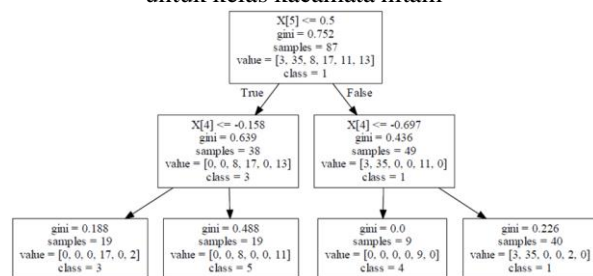 untuk kelas kacamata hitam
X[5] <= 0.5
gini = 0.752
samples = 87
value = [3, 35, 8, 17, 11, 13]
class = 1
True
False
X[4] <= -0.158
gini = 0.639
samples = 38
value = [0, 0, 8, 17, 0, 13]
class = 3
X[4] <= -0.697
gini = 0.436
samples = 49
value = [3, 35, 0, 0, 11, 0]
class = 1
gini = 0.188
samples = 19
value = [0, 0, 0, 17, 0, 2]
class = 3
gini = 0.488
samples = 19
value = [0, 0, 8, 0, 0, 11]
class = 5
gini = 0.0
samples = 9
value = [0, 0, 0, 0, 9, 0]
class = 4
gini = 0.226
samples = 40
value = [3, 35, 0, 0, 2, 0]
class = 1